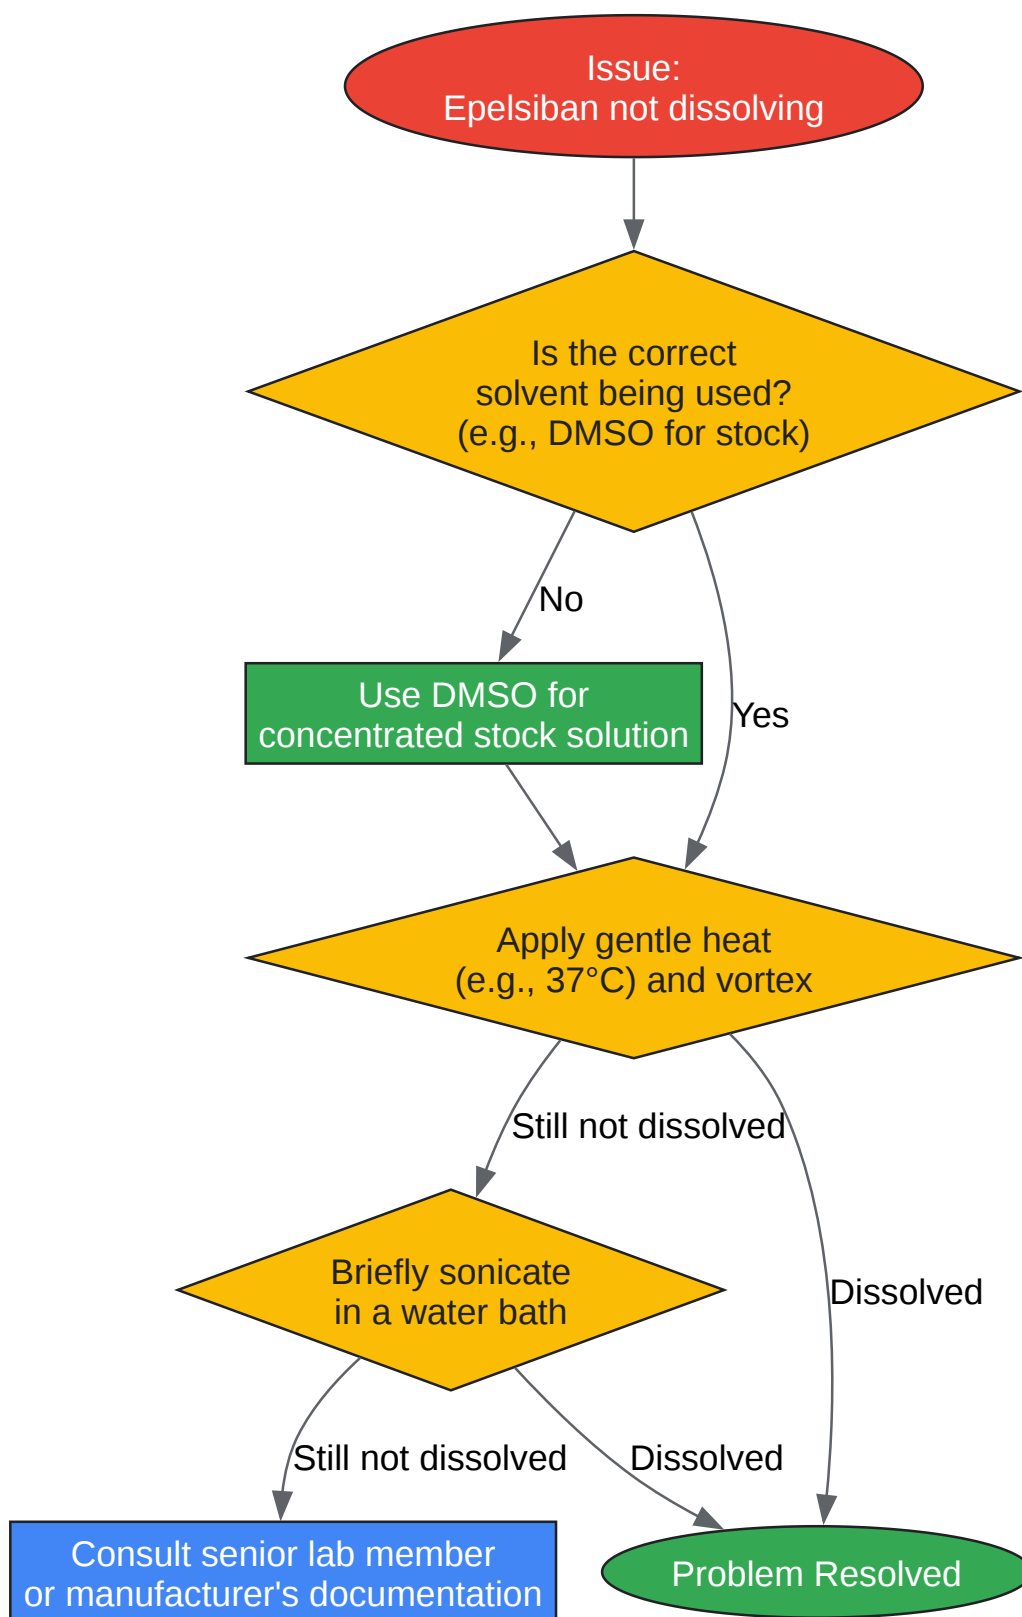 Issue:
Epelsiban not dissolving
Is the correct
solvent being used?
(e.g., DMSO for stock)
No
Yes
Use DMSO for
concentrated stock solution
Apply gentle heat
(e.g., 37°C) and vortex
Still not dissolved
Dissolved
Briefly sonicate
in a water bath
Still not dissolved
Dissolved
Consult senior lab member
or manufacturer's documentation
Problem Resolved